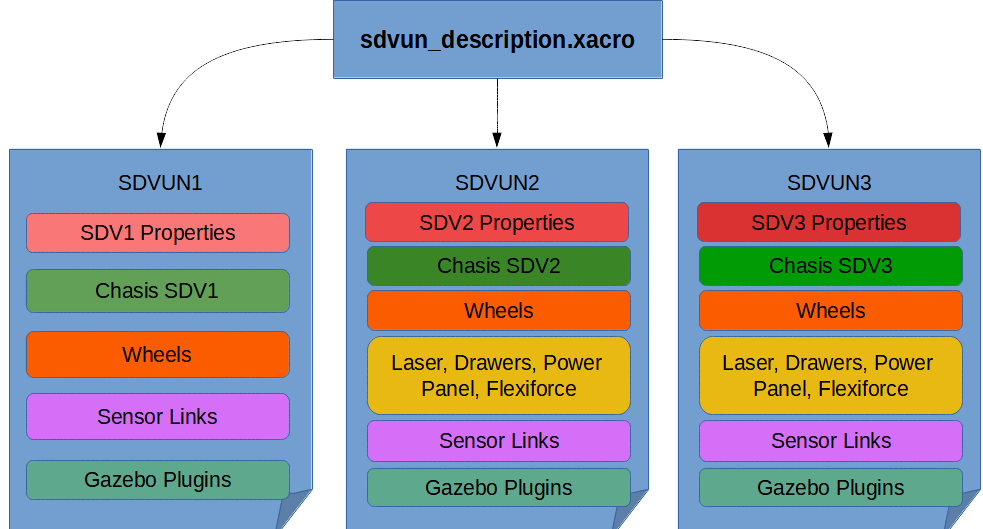 sdvun_description.xacro
SDVUN1
SDV1 Properties
Chasis SDV1
Wheels
Sensor Links
Gazebo Plugins
SDVUN2
SDV2 Properties
Chasis SDV2
Wheels
Laser, Drawers, Power
Panel, Flexiforce
Sensor Links
Gazebo Plugins
SDVUN3
SDV3 Properties
Chasis SDV3
Wheels
Laser, Drawers, Power
Panel, Flexiforce
Sensor Links
Gazebo Plugins